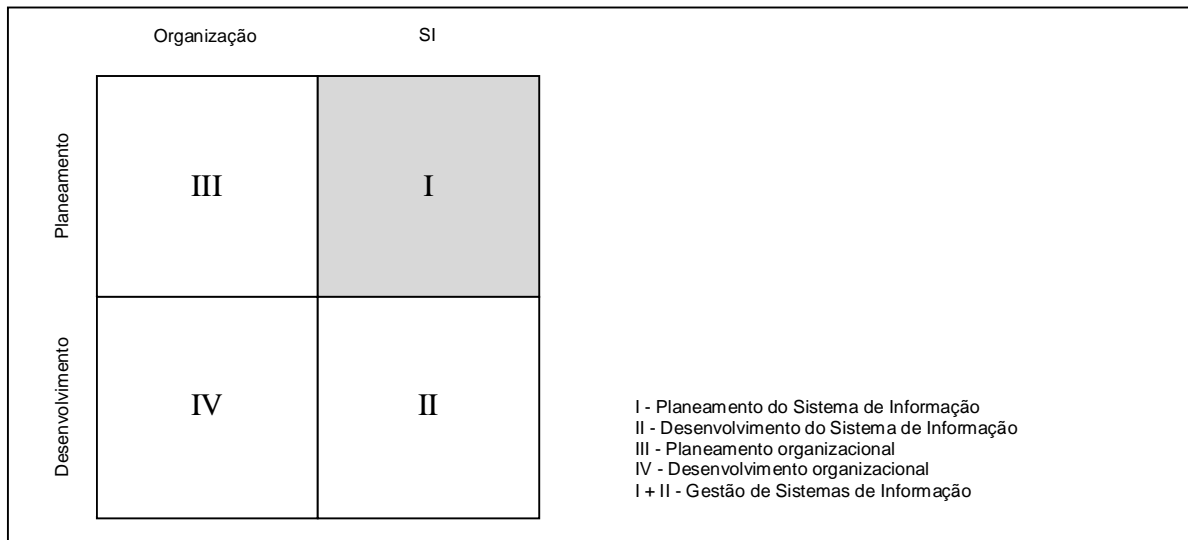 Organização SI
Planeamento
III I
Desenvolvimento
IV II
I - Planeamento do Sistema de Informação
II - Desenvolvimento do Sistema de Informação
III - Planeamento organizacional
IV - Desenvolvimento organizacional
I + II - Gestão de Sistemas de Informação